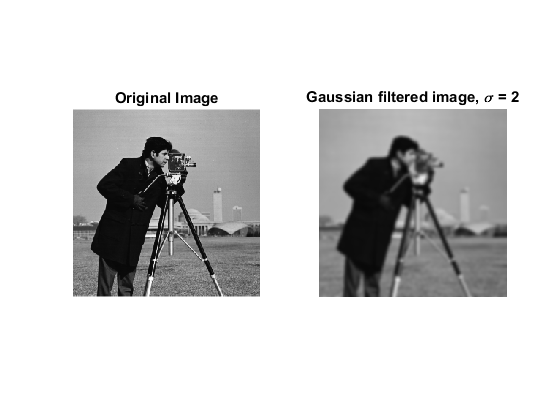 Original Image
Gaussian filtered image, σ = 2